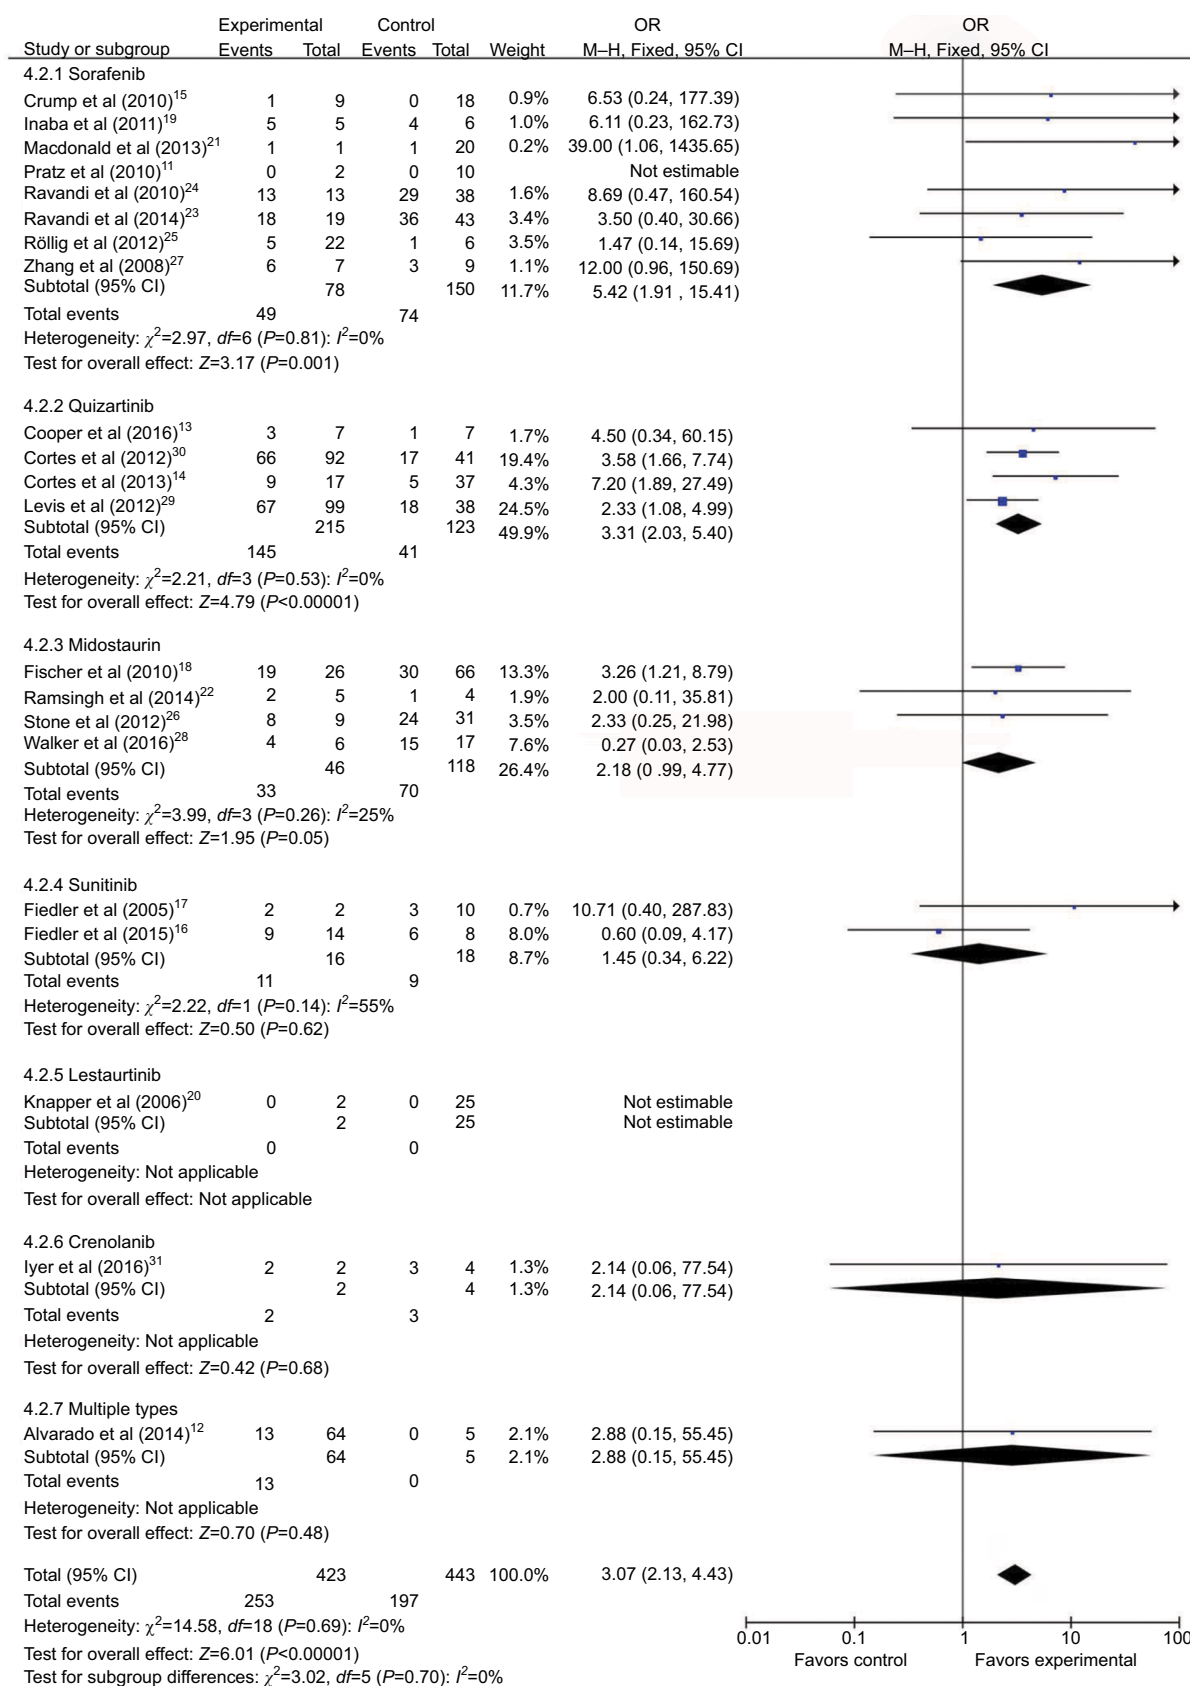 Experimental Control OR OR
Study or subgroup Events Total Events Total Weight M–H, Fixed, 95% CI M–H, Fixed, 95% CI
4.2.1 Sorafenib
Crump et al (2010)15 1 9 0 18 0.9% 6.53 (0.24, 177.39)
Inaba et al (2011)19 5 5 4 6 1.0% 6.11 (0.23, 162.73)
Macdonald et al (2013)21 1 1 1 20 0.2% 39.00 (1.06, 1435.65)
Pratz et al (2010)11 0 2 0 10 Not estimable
Ravandi et al (2010)24 13 13 29 38 1.6% 8.69 (0.47, 160.54)
Ravandi et al (2014)23 18 19 36 43 3.4% 3.50 (0.40, 30.66)
Röllig et al (2012)25 5 22 1 6 3.5% 1.47 (0.14, 15.69)
Zhang et al (2008)27 6 7 3 9 1.1% 12.00 (0.96, 150.69)
Subtotal (95% CI) 78 150 11.7% 5.42 (1.91 , 15.41)
Total events 49 74
Heterogeneity: χ2=2.97, df=6 (P=0.81): I2=0%
Test for overall effect: Z=3.17 (P=0.001)
4.2.2 Quizartinib
Cooper et al (2016)13 3 7 1 7 1.7% 4.50 (0.34, 60.15)
Cortes et al (2012)30 66 92 17 41 19.4% 3.58 (1.66, 7.74)
Cortes et al (2013)14 9 17 5 37 4.3% 7.20 (1.89, 27.49)
Levis et al (2012)29 67 99 18 38 24.5% 2.33 (1.08, 4.99)
Subtotal (95% CI) 215 123 49.9% 3.31 (2.03, 5.40)
Total events 145 41
Heterogeneity: χ2=2.21, df=3 (P=0.53): I2=0%
Test for overall effect: Z=4.79 (P<0.00001)
4.2.3 Midostaurin
Fischer et al (2010)18 19 26 30 66 13.3% 3.26 (1.21, 8.79)
Ramsingh et al (2014)22 2 5 1 4 1.9% 2.00 (0.11, 35.81)
Stone et al (2012)26 8 9 24 31 3.5% 2.33 (0.25, 21.98)
Walker et al (2016)28 4 6 15 17 7.6% 0.27 (0.03, 2.53)
Subtotal (95% CI) 46 118 26.4% 2.18 (0 .99, 4.77)
Total events 33 70
Heterogeneity: χ2=3.99, df=3 (P=0.26): I2=25%
Test for overall effect: Z=1.95 (P=0.05)
4.2.4 Sunitinib
Fiedler et al (2005)17 2 2 3 10 0.7% 10.71 (0.40, 287.83)
Fiedler et al (2015)16 9 14 6 8 8.0% 0.60 (0.09, 4.17)
Subtotal (95% CI) 16 18 8.7% 1.45 (0.34, 6.22)
Total events 11 9
Heterogeneity: χ2=2.22, df=1 (P=0.14): I2=55%
Test for overall effect: Z=0.50 (P=0.62)
4.2.5 Lestaurtinib
Knapper et al (2006)20 0 2 0 25 Not estimable
Subtotal (95% CI) 2 25 Not estimable
Total events 0 0
Heterogeneity: Not applicable
Test for overall effect: Not applicable
4.2.6 Crenolanib
Iyer et al (2016)31 2 2 3 4 1.3% 2.14 (0.06, 77.54)
Subtotal (95% CI) 2 4 1.3% 2.14 (0.06, 77.54)
Total events 2 3
Heterogeneity: Not applicable
Test for overall effect: Z=0.42 (P=0.68)
4.2.7 Multiple types
Alvarado et al (2014)12 13 64 0 5 2.1% 2.88 (0.15, 55.45)
Subtotal (95% CI) 64 5 2.1% 2.88 (0.15, 55.45)
Total events 13 0
Heterogeneity: Not applicable
Test for overall effect: Z=0.70 (P=0.48)
Total (95% CI) 423 443 100.0% 3.07 (2.13, 4.43)
Total events 253 197
Heterogeneity: χ2=14.58, df=18 (P=0.69): I2=0%
Test for overall effect: Z=6.01 (P<0.00001)
Test for subgroup differences: χ2=3.02, df=5 (P=0.70): I2=0%
0.01 0.1 1 10 100
Favors control Favors experimental